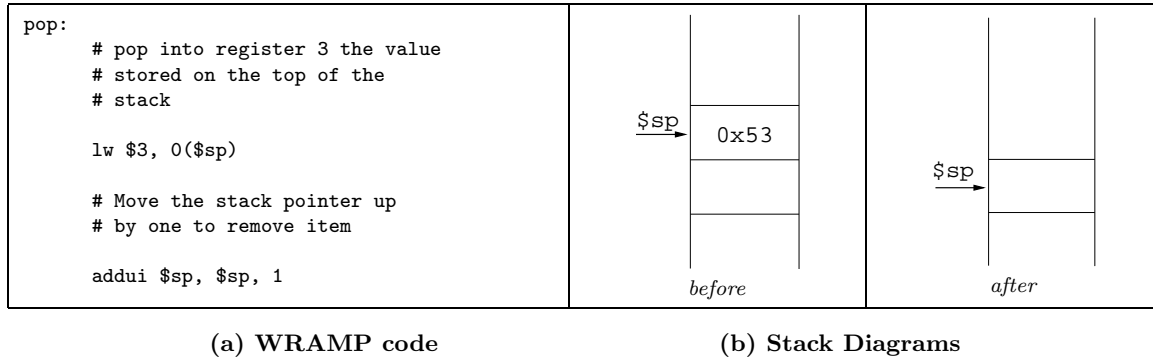 pop:
# pop into register 3 the value
# stored on the top of the
# stack
lw $3, 0($sp)
# Move the stack pointer up
# by one to remove item
addui $sp, $sp, 1
$sp
0x53
before
$sp
after
(a) WRAMP code
(b) Stack Diagrams